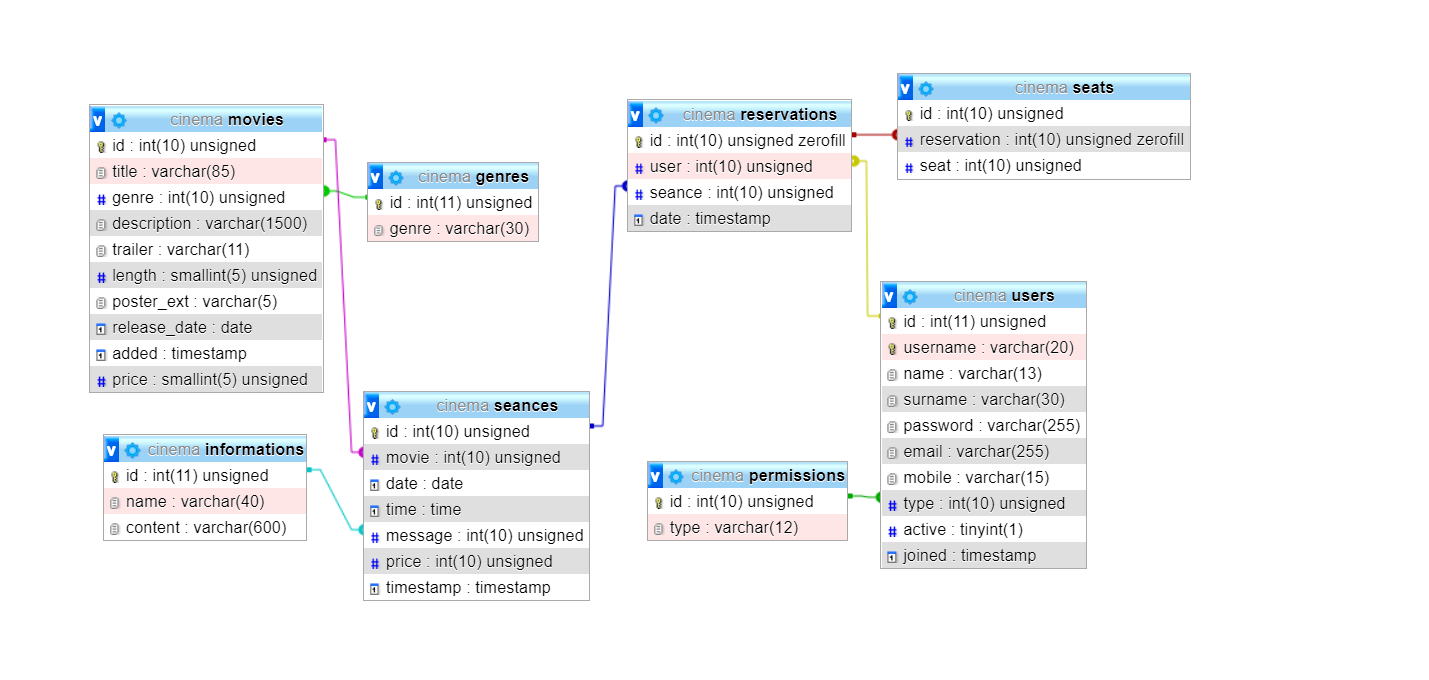 cinema movies
id : int(10) unsigned
title : varchar(85)
genre : int(10) unsigned
description : varchar(1500)
trailer : varchar(11)
length : smallint(5) unsigned
poster_ext : varchar(5)
release_date : date
added : timestamp
price : smallint(5) unsigned
cinema genres
id : int(11) unsigned
genre : varchar(30)
cinema informations
id : int(11) unsigned
name : varchar(40)
content : varchar(600)
cinema seances
id : int(10) unsigned
movie : int(10) unsigned
date : date
time : time
message : int(10) unsigned
price : int(10) unsigned
timestamp : timestamp
cinema reservations
id : int(10) unsigned zerofill
user : int(10) unsigned
seance : int(10) unsigned
date : timestamp
cinema seats
id : int(10) unsigned
reservation : int(10) unsigned zerofill
seat : int(10) unsigned
cinema permissions
id : int(10) unsigned
type : varchar(12)
cinema users
id : int(11) unsigned
username : varchar(20)
name : varchar(13)
surname : varchar(30)
password : varchar(255)
email : varchar(255)
mobile : varchar(15)
type : int(10) unsigned
active : tinyint(1)
joined : timestamp